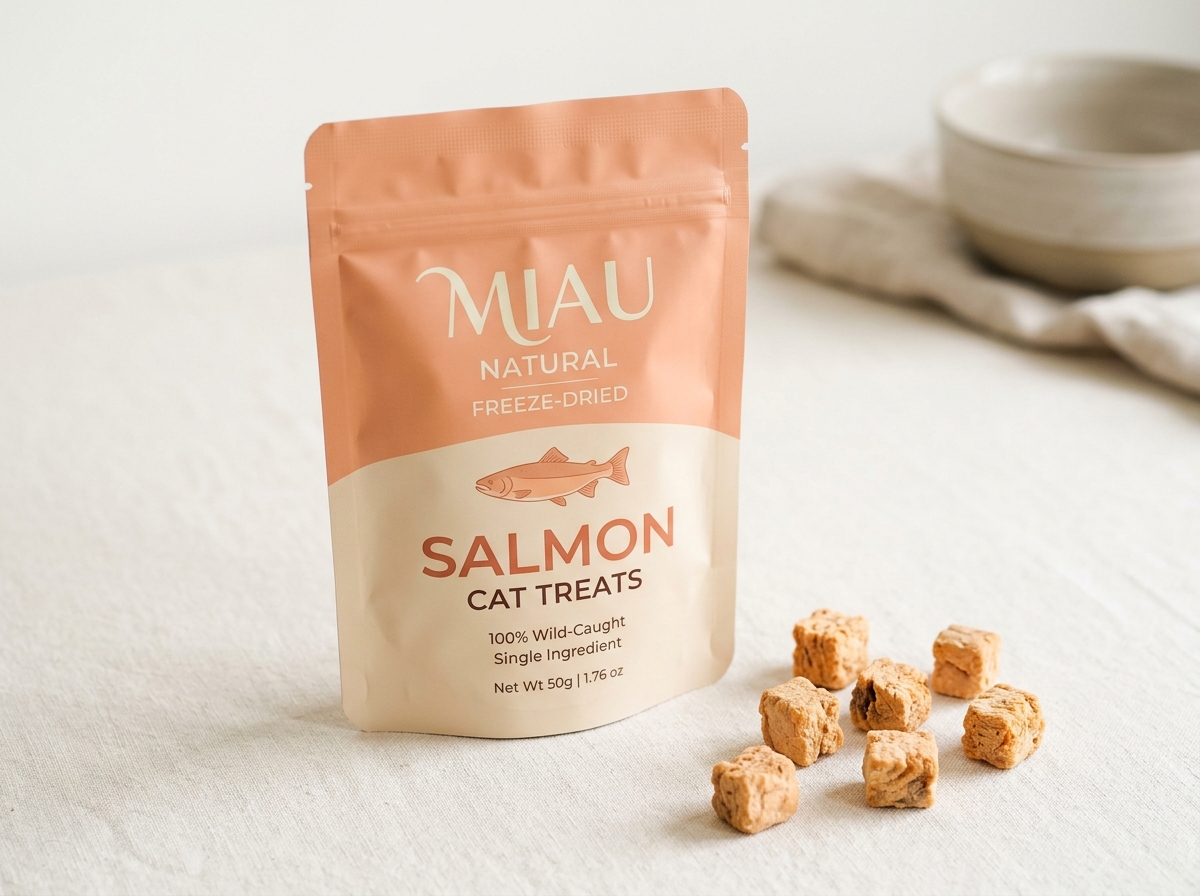 MIAU
NATURAL
FREEZE-DRIED
SALMON
CAT TREATS
100% Wild-Caught
Single Ingredient
Net Wt 50g | 1.76 oz